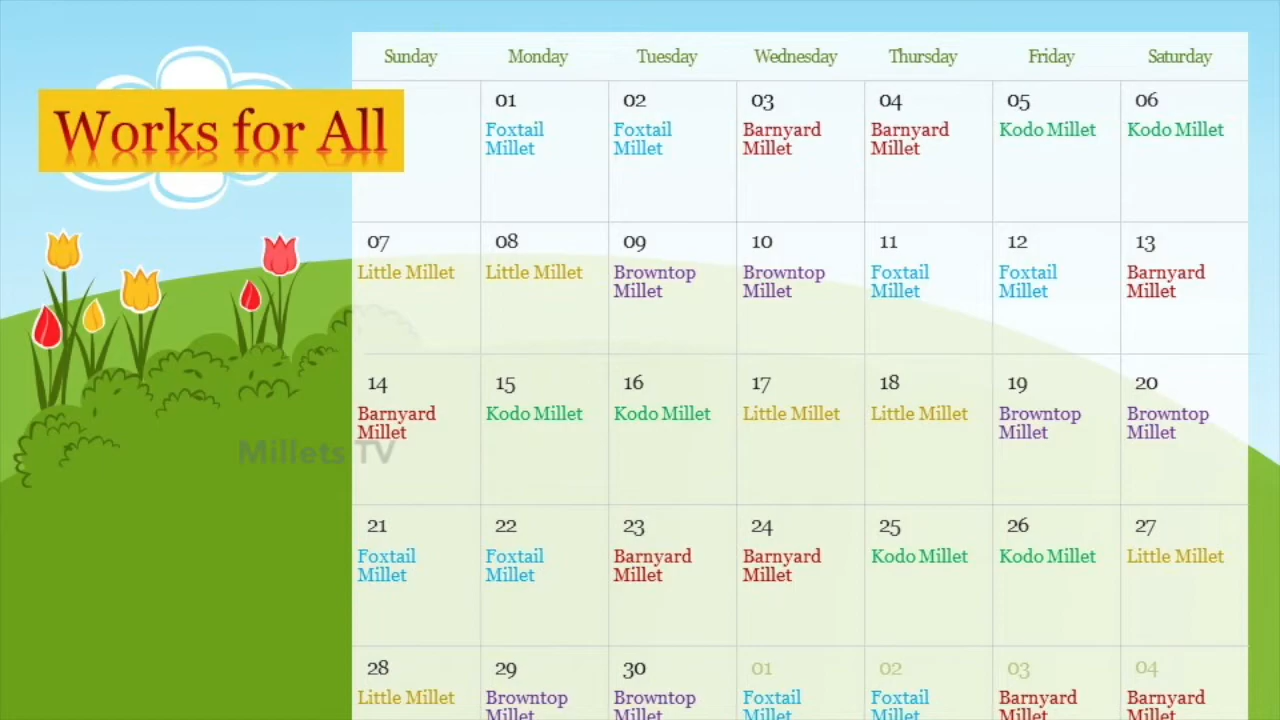 Works for All
Sunday Monday Tuesday Wednesday Thursday Friday Saturday
01 02 03 04 05 06
Foxtail Foxtail Barnyard Barnyard Kodo Millet Kodo Millet
Millet Millet Millet Millet
07 08 09 10 11 12 13
Little Millet Little Millet Browntop Browntop Foxtail Foxtail Barnyard
Millet Millet Millet Millet Millet
14 15 16 17 18 19 20
Barnyard Kodo Millet Kodo Millet Little Millet Little Millet Browntop Browntop
Millet Millet Millet
Millets TV
21 22 23 24 25 26 27
Foxtail Foxtail Barnyard Barnyard Kodo Millet Kodo Millet Little Millet
Millet Millet Millet Millet
28 29 30 01 02 03 04
Little Millet Browntop Browntop Foxtail Foxtail Barnyard Barnyard
Millet Millet Millet Millet Millet Millet